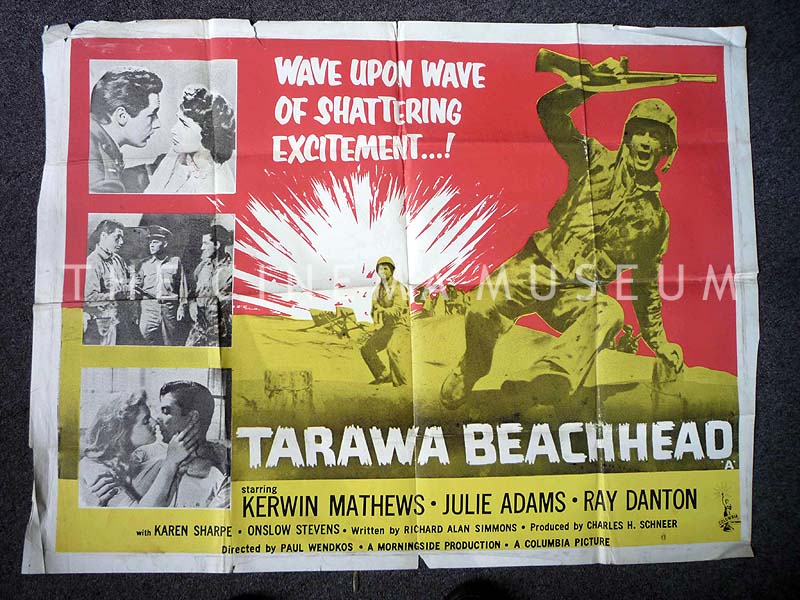 WAVE UPON WAVE
OF SHATTERING
EXCITEMENT...!
THE CINEMA MUSEUM
TARAWA BEACHHEAD
'A'
starring
KERWIN MATHEWS · JULIE ADAMS · RAY DANTON
with KAREN SHARPE · ONSLOW STEVENS · Written by RICHARD ALAN SIMMONS · Produced by CHARLES H. SCHNEER
Directed by PAUL WENDKOS · A MORNINGSIDE PRODUCTION · A COLUMBIA PICTURE
COLUMBIA